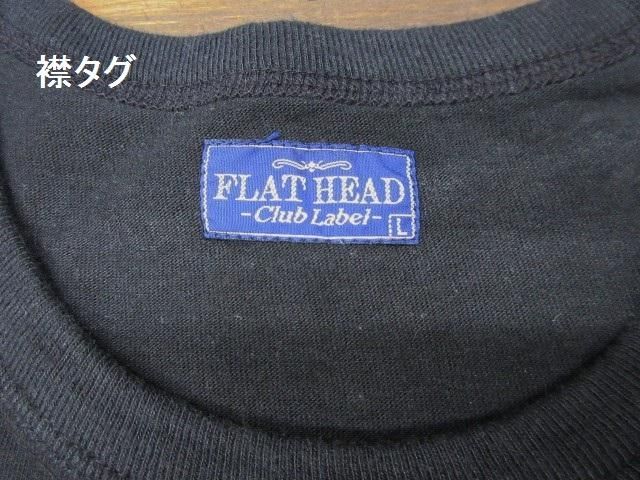 襟タグ
FLAT HEAD
-Club Label-
L